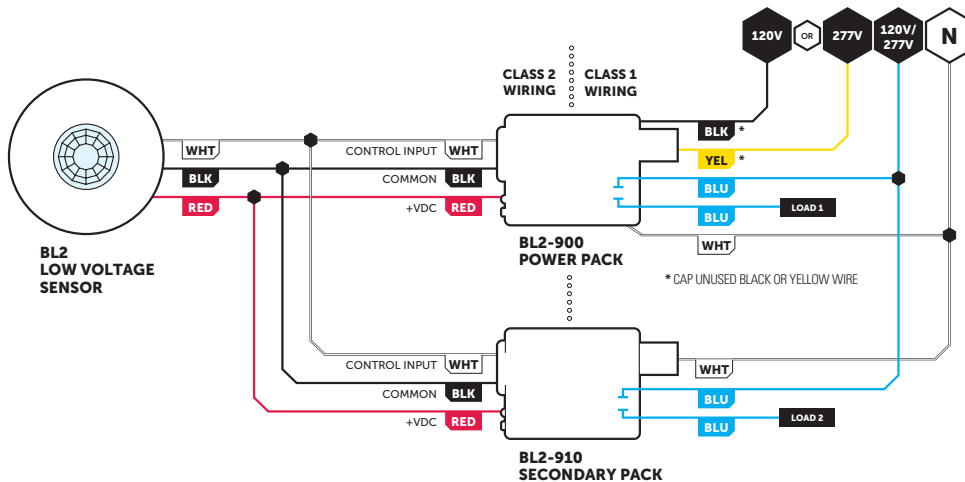 120V
OR
277V
120V/
277V
N
CLASS 2
WIRING
CLASS 1
WIRING
WHT
BLK
RED
CONTROL INPUT WHT
COMMON BLK
+VDC RED
BLK *
YEL *
BLU
BLU
LOAD 1
WHT
BL2
LOW VOLTAGE
SENSOR
BL2-900
POWER PACK
* CAP UNUSED BLACK OR YELLOW WIRE
CONTROL INPUT WHT
COMMON BLK
+VDC RED
WHT
BLU
BLU
LOAD 2
BL2-910
SECONDARY PACK